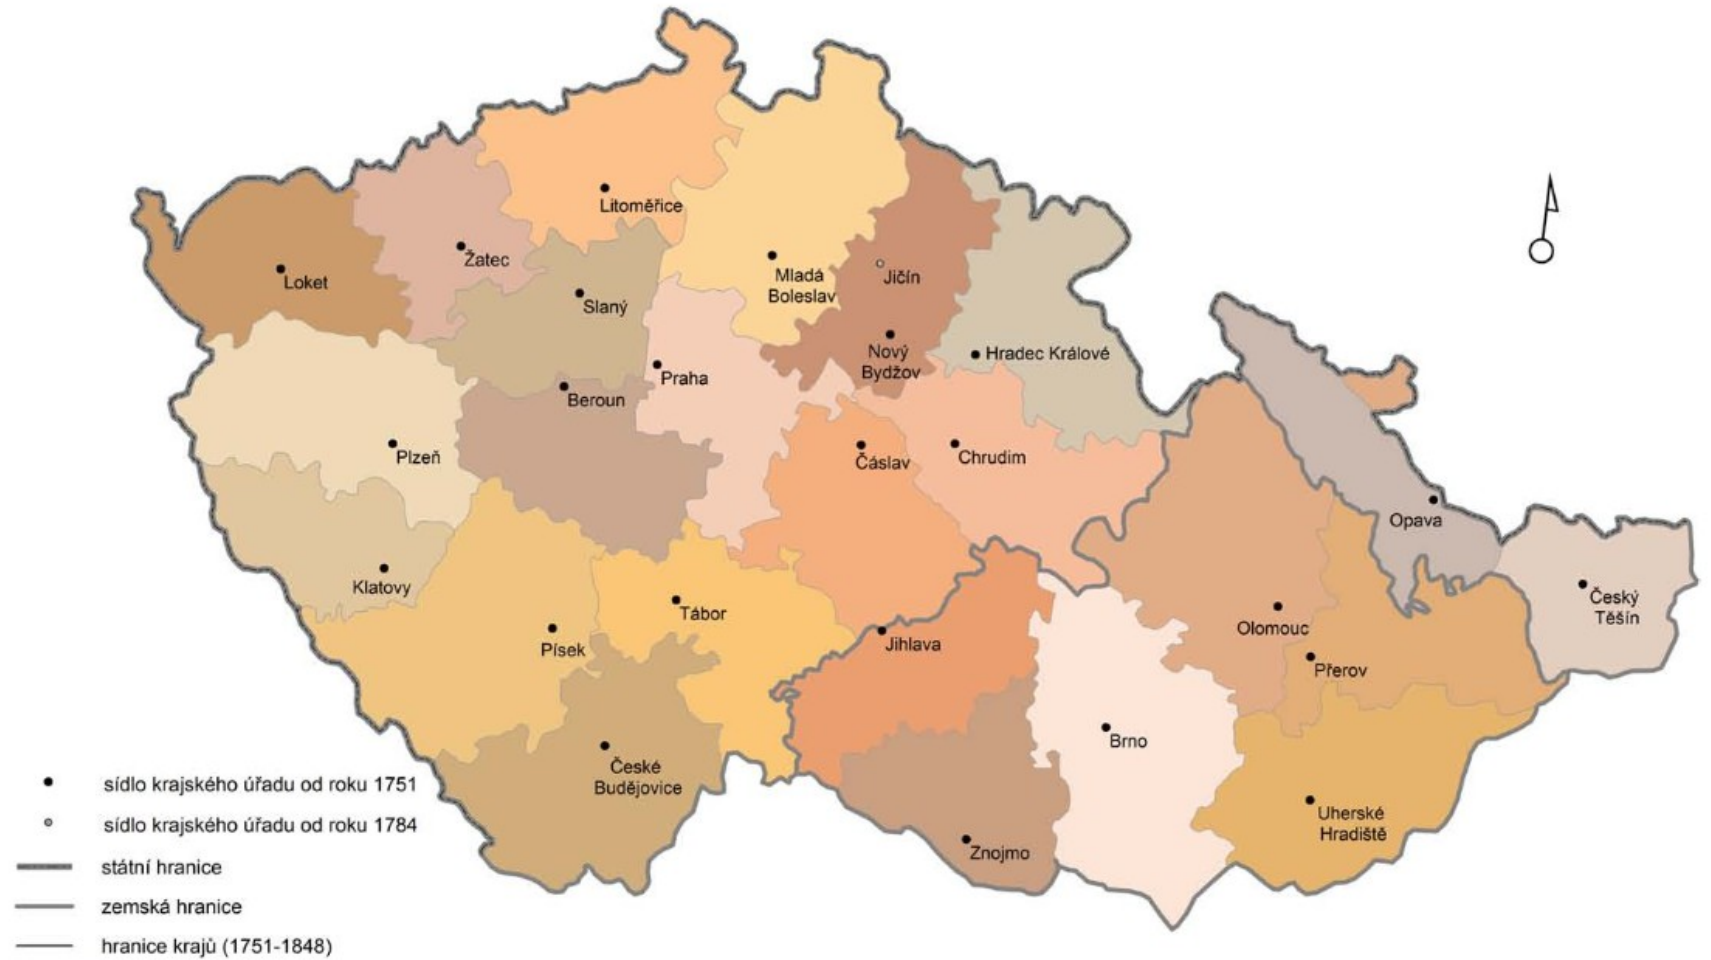 Litoměřice
Žatec
Loket
Slaný
Mladá
Boleslav
Jičín
Nový
Bydžov
Hradec Králové
Praha
Beroun
Plzeň
Čáslav
Chrudim
Opava
Klatovy
Český
Těšín
Tábor
Olomouc
Písek
Jihlava
Přerov
Brno
České
Budějovice
Uherské
Hradiště
Znojmo
sídlo krajského úřadu od roku 1751
sídlo krajského úřadu od roku 1784
státní hranice
zemská hranice
hranice krajů (1751-1848)